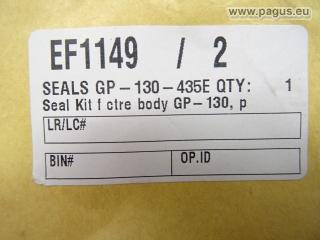 www.pagus.eu
EF1149 / 2
SEALS GP-130-435E QTY: 1
Seal Kit f ctre body GP-130, p
LR/LC#
BIN# OP.ID